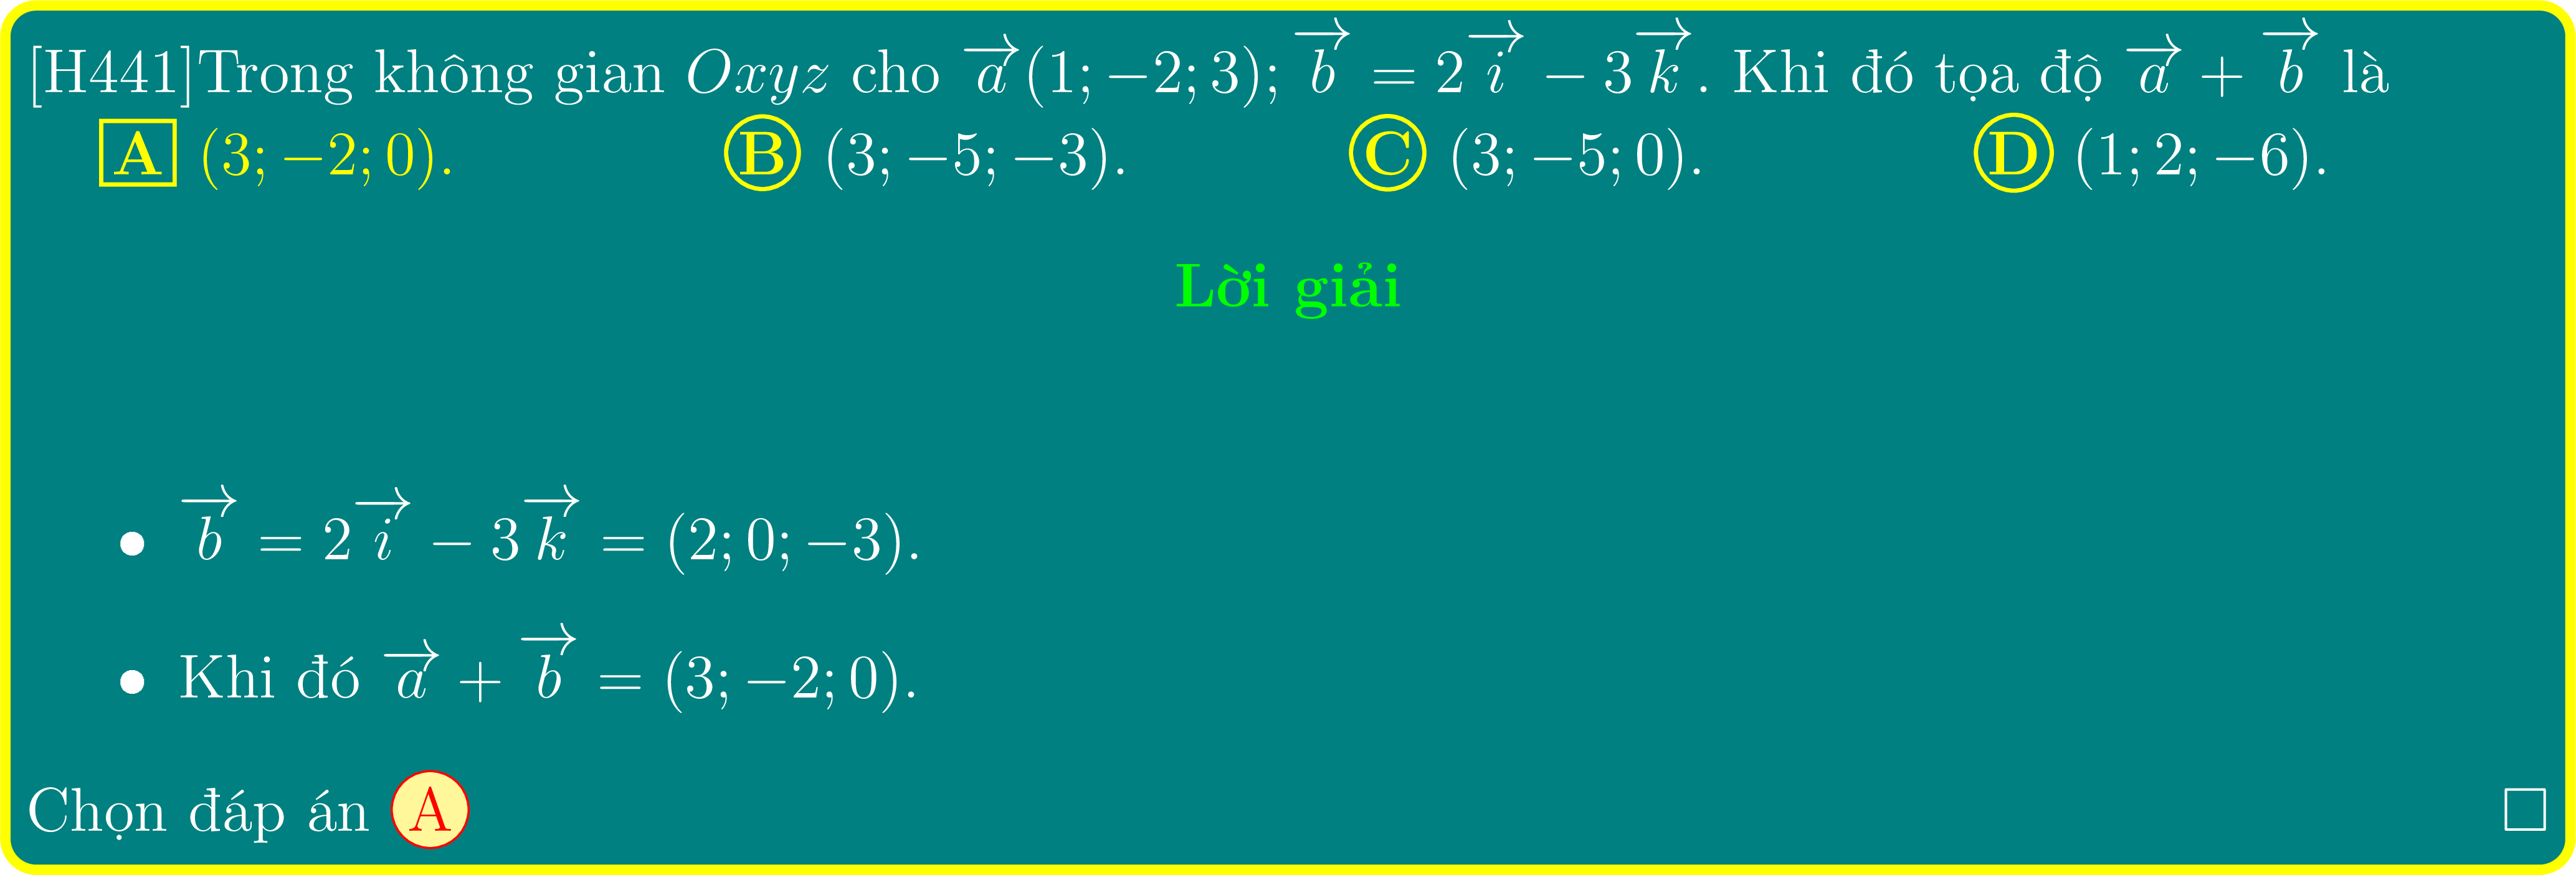 [H441]Trong không gian Oxyz cho $\overrightarrow{a}(1;-2;3); \overrightarrow{b} = 2\overrightarrow{i} - 3\overrightarrow{k}$. Khi đó tọa độ $\overrightarrow{a} + \overrightarrow{b}$ là
A (3; −2; 0). B (3; −5; −3). C (3; −5; 0). D (1; 2; −6).
Lời giải
• $\overrightarrow{b} = 2\overrightarrow{i} - 3\overrightarrow{k} = (2; 0; -3)$.
• Khi đó $\overrightarrow{a} + \overrightarrow{b} = (3; -2; 0)$.
Chọn đáp án A □